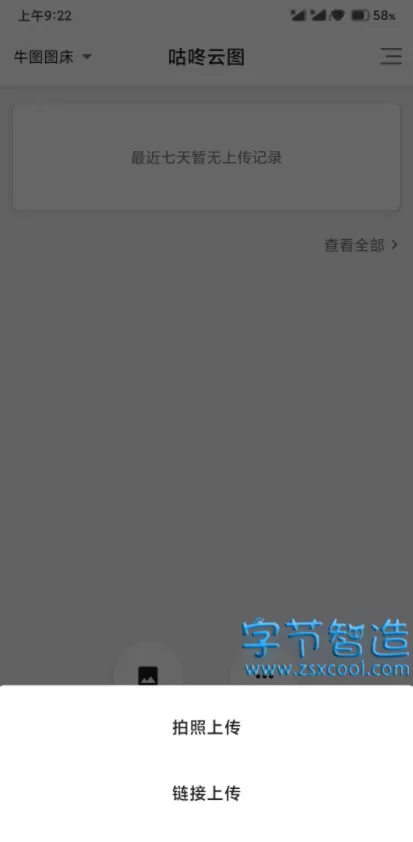 上午9:22
58%
牛图图床
咕咚云图
最近七天暂无上传记录
查看全部
字节智造
www.zsxcool.com
拍照上传
链接上传